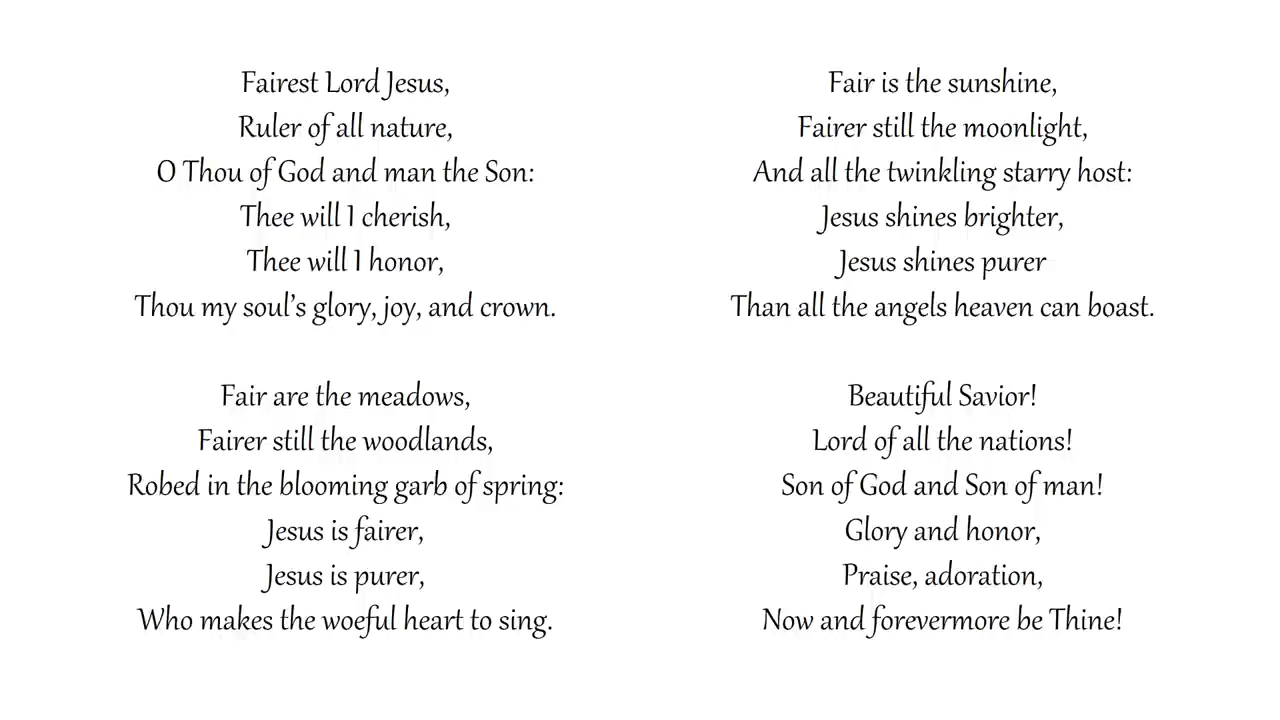 Fairest Lord Jesus,
Ruler of all nature,
O Thou of God and man the Son:
Thee will I cherish,
Thee will I honor,
Thou my soul’s glory, joy, and crown.
Fair are the meadows,
Fairer still the woodlands,
Robed in the blooming garb of spring:
Jesus is fairer,
Jesus is purer,
Who makes the woeful heart to sing.
Fair is the sunshine,
Fairer still the moonlight,
And all the twinkling starry host:
Jesus shines brighter,
Jesus shines purer
Than all the angels heaven can boast.
Beautiful Savior!
Lord of all the nations!
Son of God and Son of man!
Glory and honor,
Praise, adoration,
Now and forevermore be Thine!